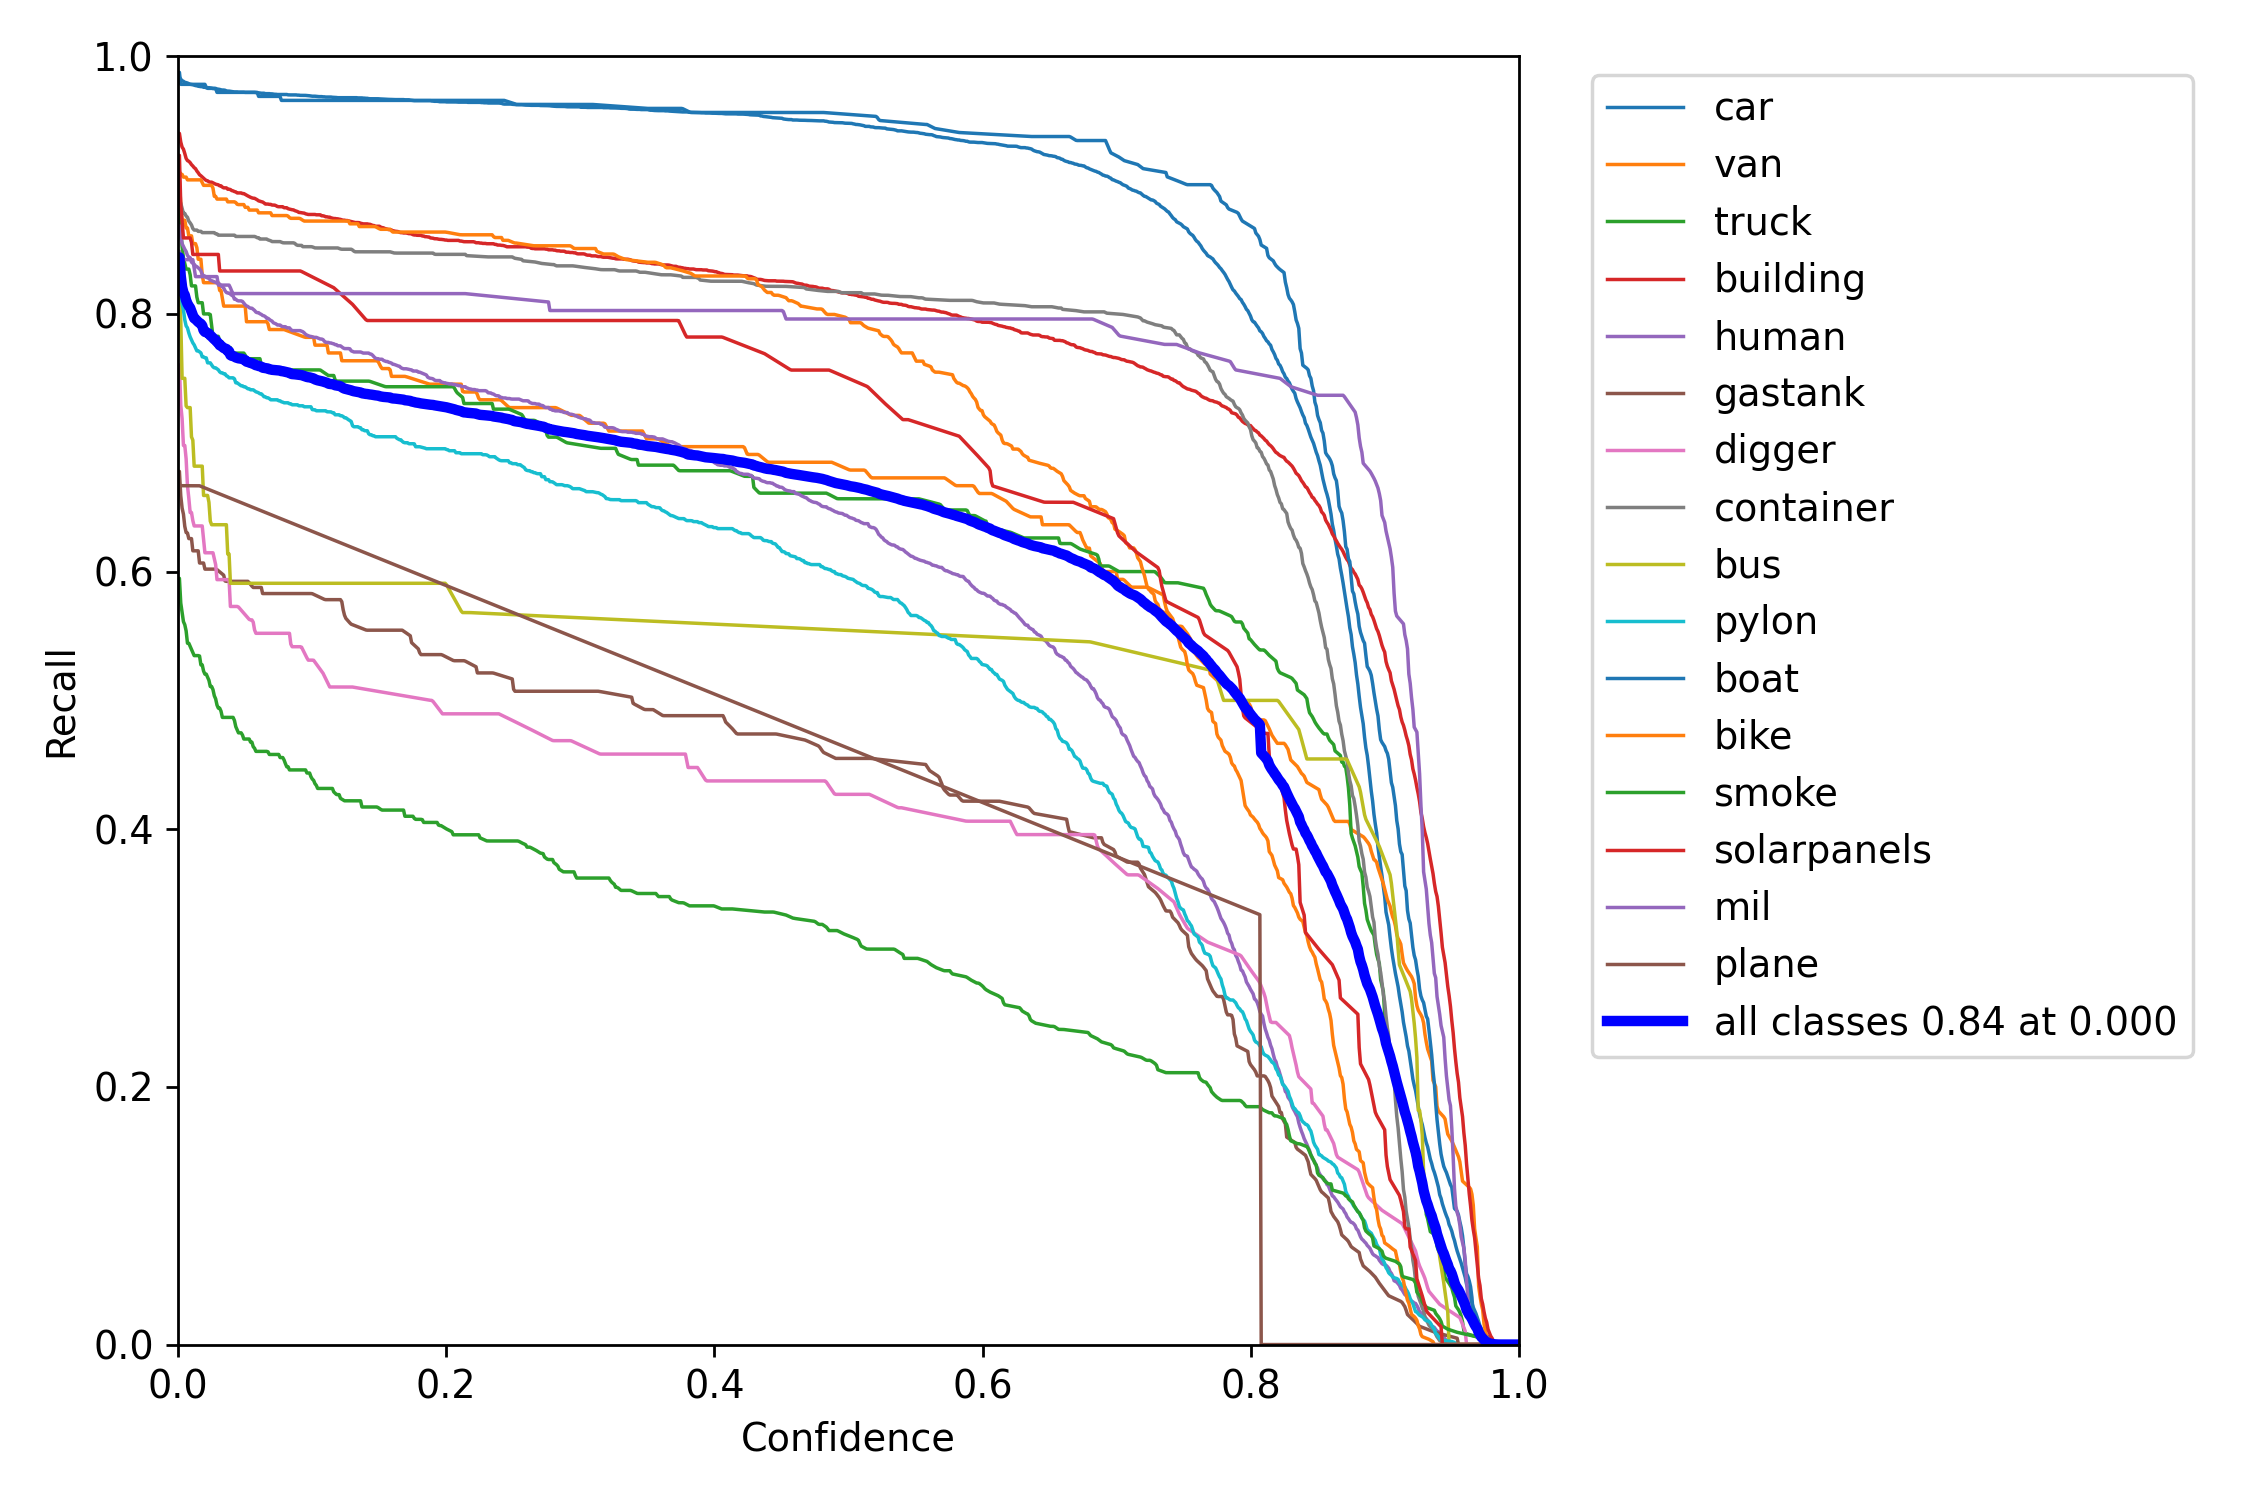 1.0
0.8
0.6
0.4
0.2
0.0
Recall
0.0 0.2 0.4 0.6 0.8 1.0
Confidence
car
van
truck
building
human
gastank
digger
container
bus
pylon
boat
bike
smoke
solarpanels
mil
plane
all classes 0.84 at 0.000